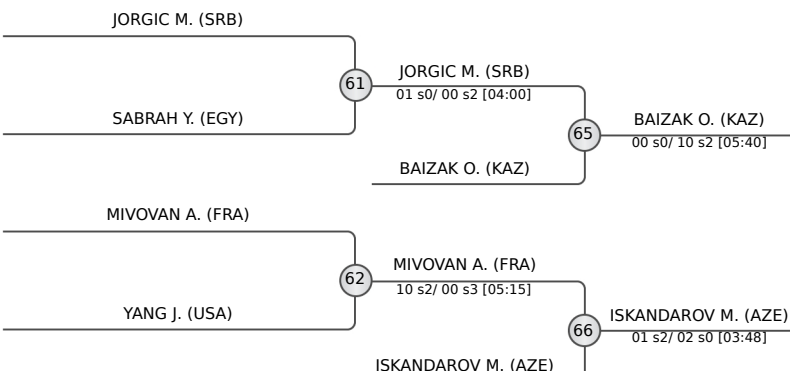 JORGIC M. (SRB)
61
JORGIC M. (SRB)
01 s0/ 00 s2 [04:00]
SABRAH Y. (EGY)
65
BAIZAK O. (KAZ)
00 s0/ 10 s2 [05:40]
BAIZAK O. (KAZ)
MIVOVAN A. (FRA)
62
MIVOVAN A. (FRA)
10 s2/ 00 s3 [05:15]
YANG J. (USA)
66
ISKANDAROV M. (AZE)
01 s2/ 02 s0 [03:48]
ISKANDAROV M. (AZE)